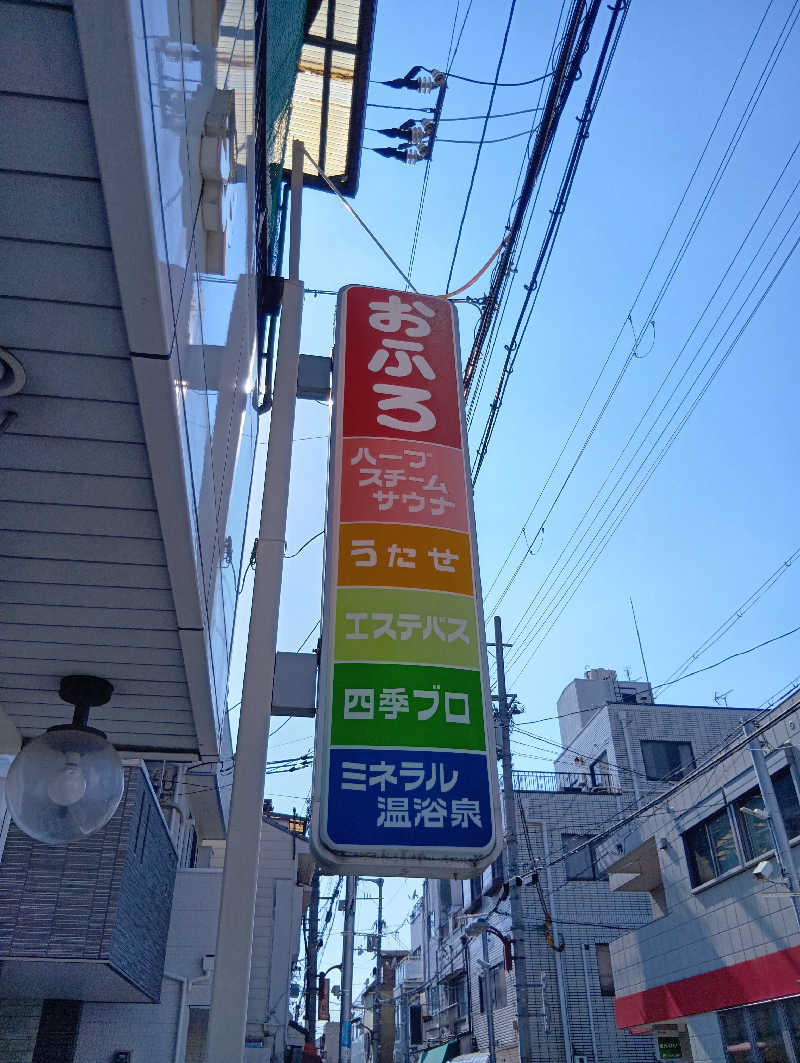 おふろ
ハーブ
スチーム
サウナ
うたせ
エステバス
四季ブロ
ミネラル
温浴泉